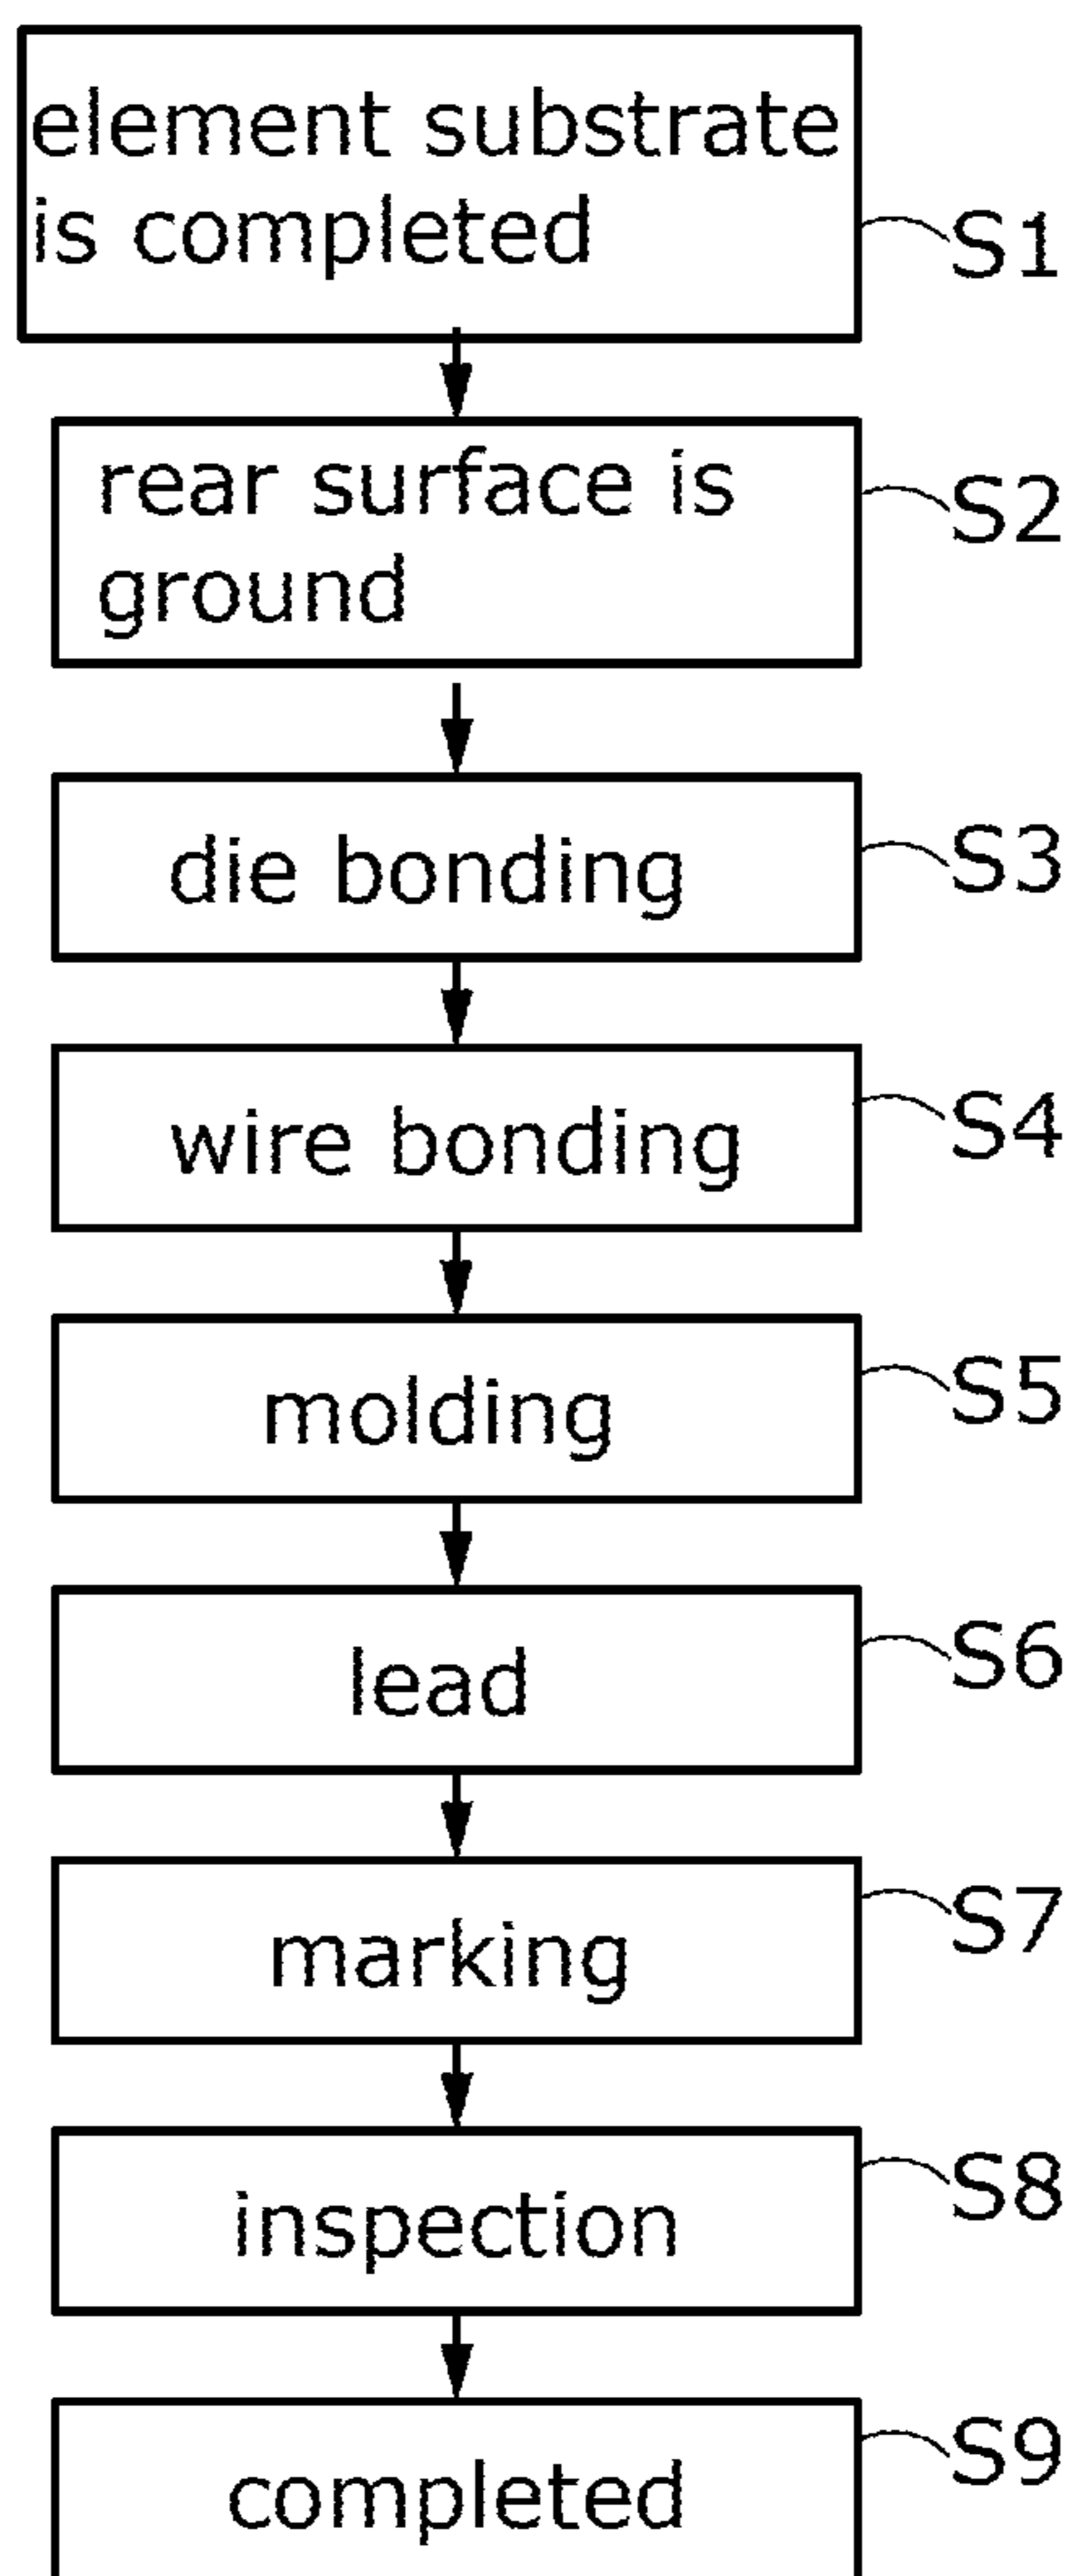 element substrate
is completed
S1
rear surface is
ground
S2
die bonding
S3
wire bonding
S4
molding
S5
lead
S6
marking
S7
inspection
S8
completed
S9